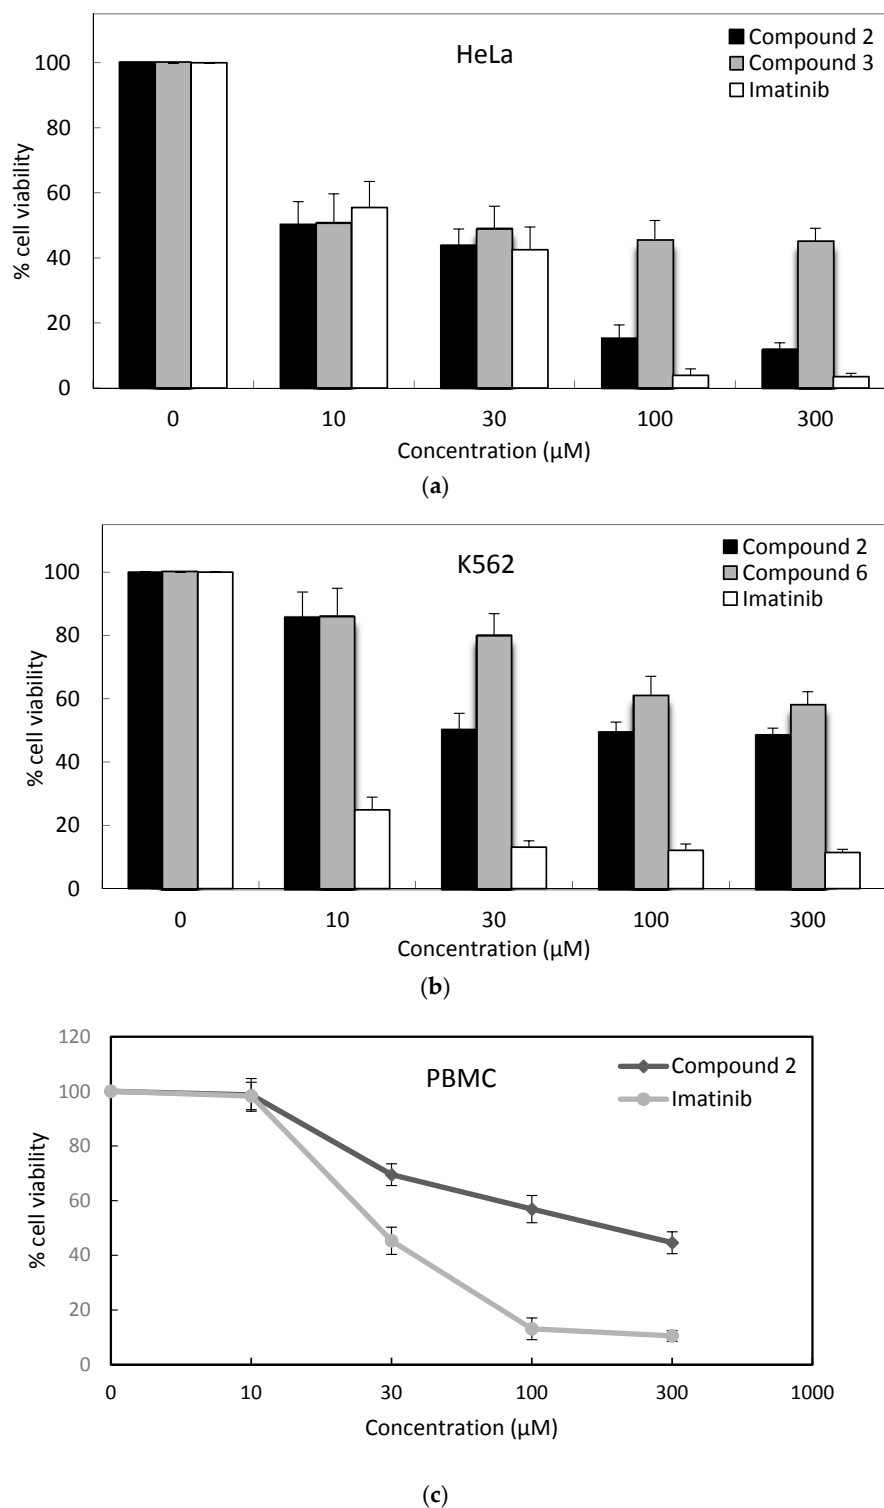 HeLa
Compound 2
Compound 3
Imatinib
% cell viability
100
80
60
40
20
0
0 10 30 100 300
Concentration (µM)
(a)
K562
Compound 2
Compound 6
Imatinib
% cell viability
100
80
60
40
20
0
0 10 30 100 300
Concentration (µM)
(b)
PBMC
Compound 2
Imatinib
% cell viability
120
100
80
60
40
20
0
0 10 30 100 300 1000
Concentration (µM)
(c)